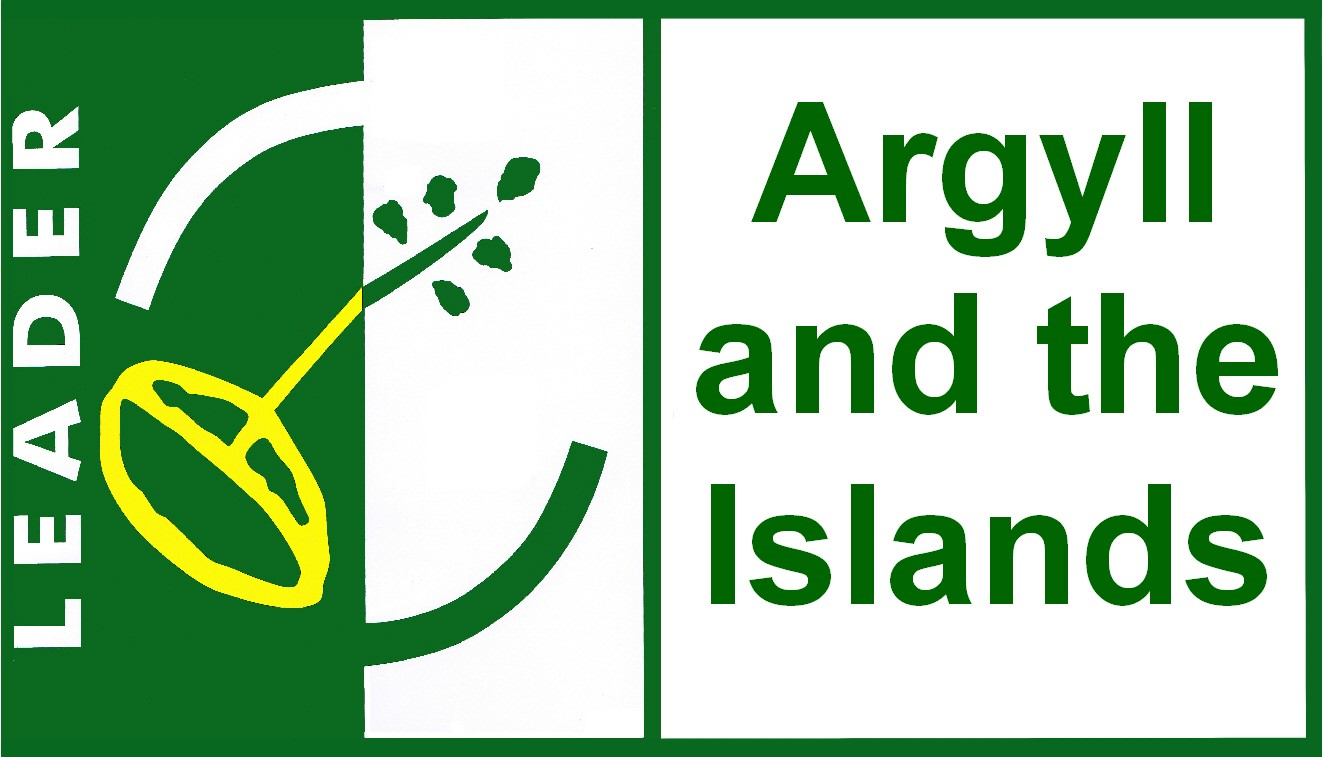 LEADER
Argyll
and the
Islands